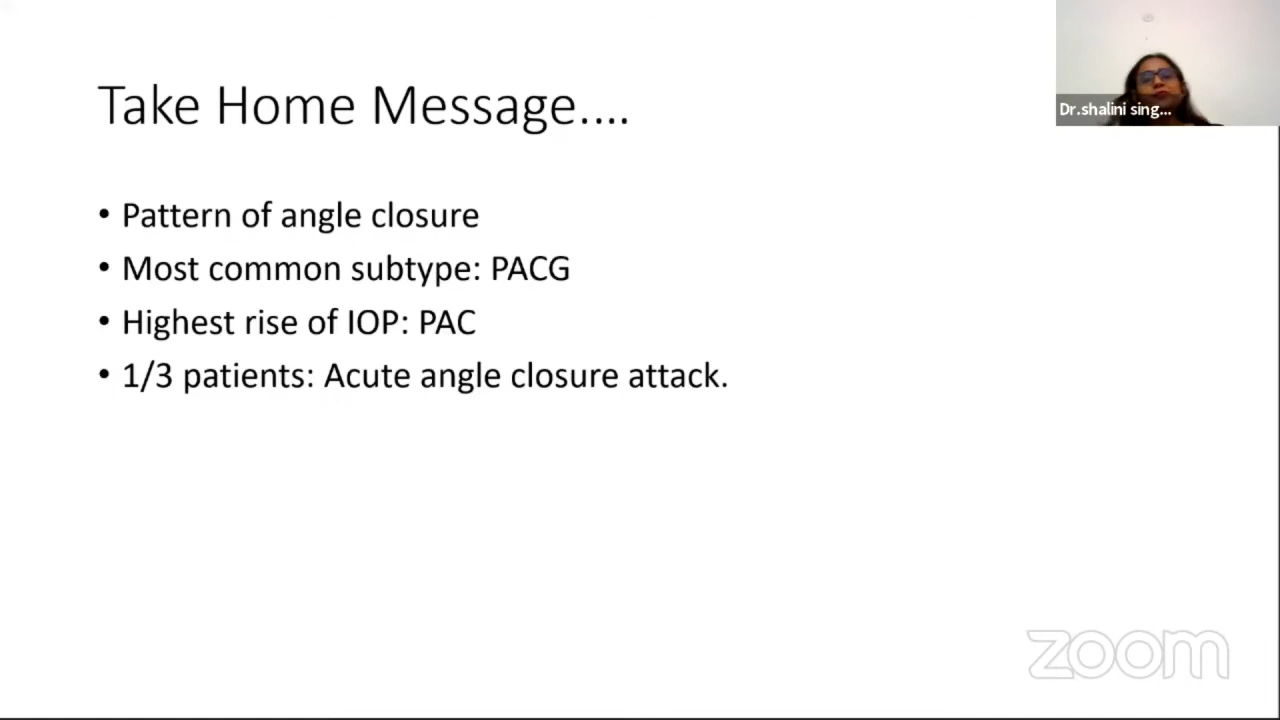 Take Home Message....
Dr.shalini sing...
• Pattern of angle closure
• Most common subtype: PACG
• Highest rise of IOP: PAC
• 1/3 patients: Acute angle closure attack.
zoom